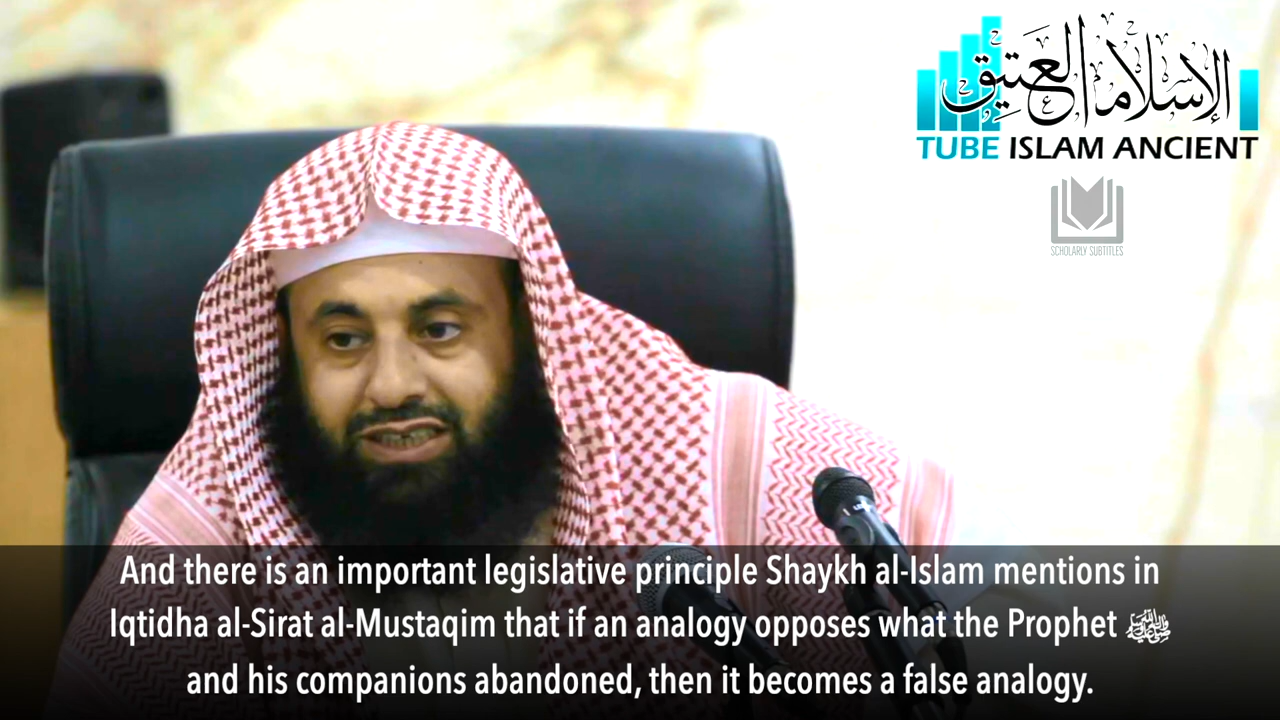 الإسلام العتيق
TUBE ISLAM ANCIENT
SCHOLARLY SUBTITLES
And there is an important legislative principle Shaykh al-Islam mentions in
Iqtidha al-Sirat al-Mustaqim that if an analogy opposes what the Prophet ﷺ
and his companions abandoned, then it becomes a false analogy.